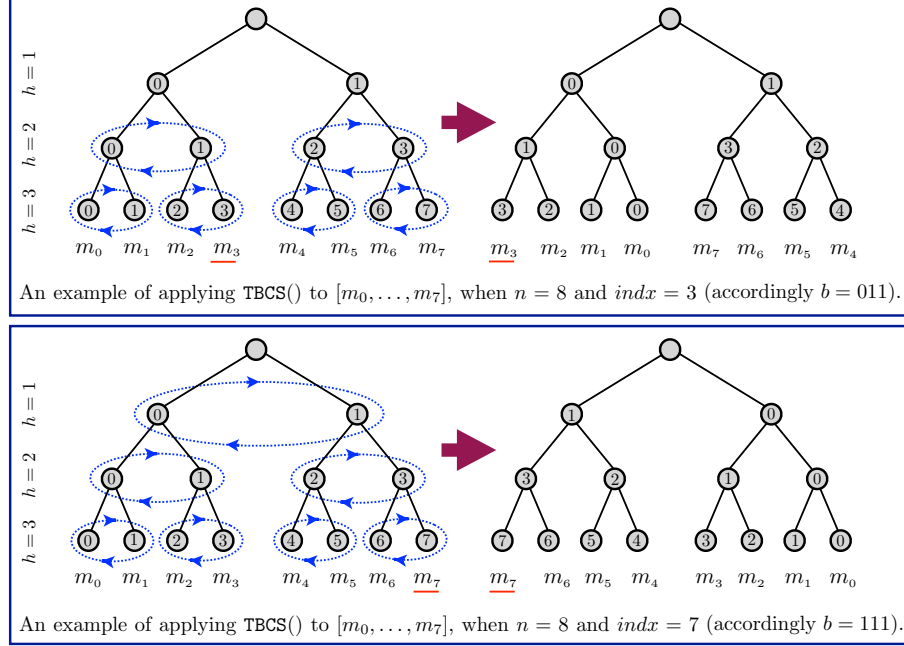 h = 1
0 1
0 1
h = 2
0 1 2 3
1 0 3 2
h = 3
0 1 2 3 4 5 6 7
3 2 1 0 7 6 5 4
m₀ m₁ m₂ m₃ m₄ m₅ m₆ m₇
m₃ m₂ m₁ m₀ m₇ m₆ m₅ m₄
An example of applying TBCS() to [m₀, . . . , m₇], when n = 8 and indx = 3 (accordingly b = 011).
h = 1
0 1
1 0
h = 2
0 1 2 3
3 2 1 0
h = 3
0 1 2 3 4 5 6 7
7 6 5 4 3 2 1 0
m₀ m₁ m₂ m₃ m₄ m₅ m₆ m₇
m₇ m₆ m₅ m₄ m₃ m₂ m₁ m₀
An example of applying TBCS() to [m₀, . . . , m₇], when n = 8 and indx = 7 (accordingly b = 111).